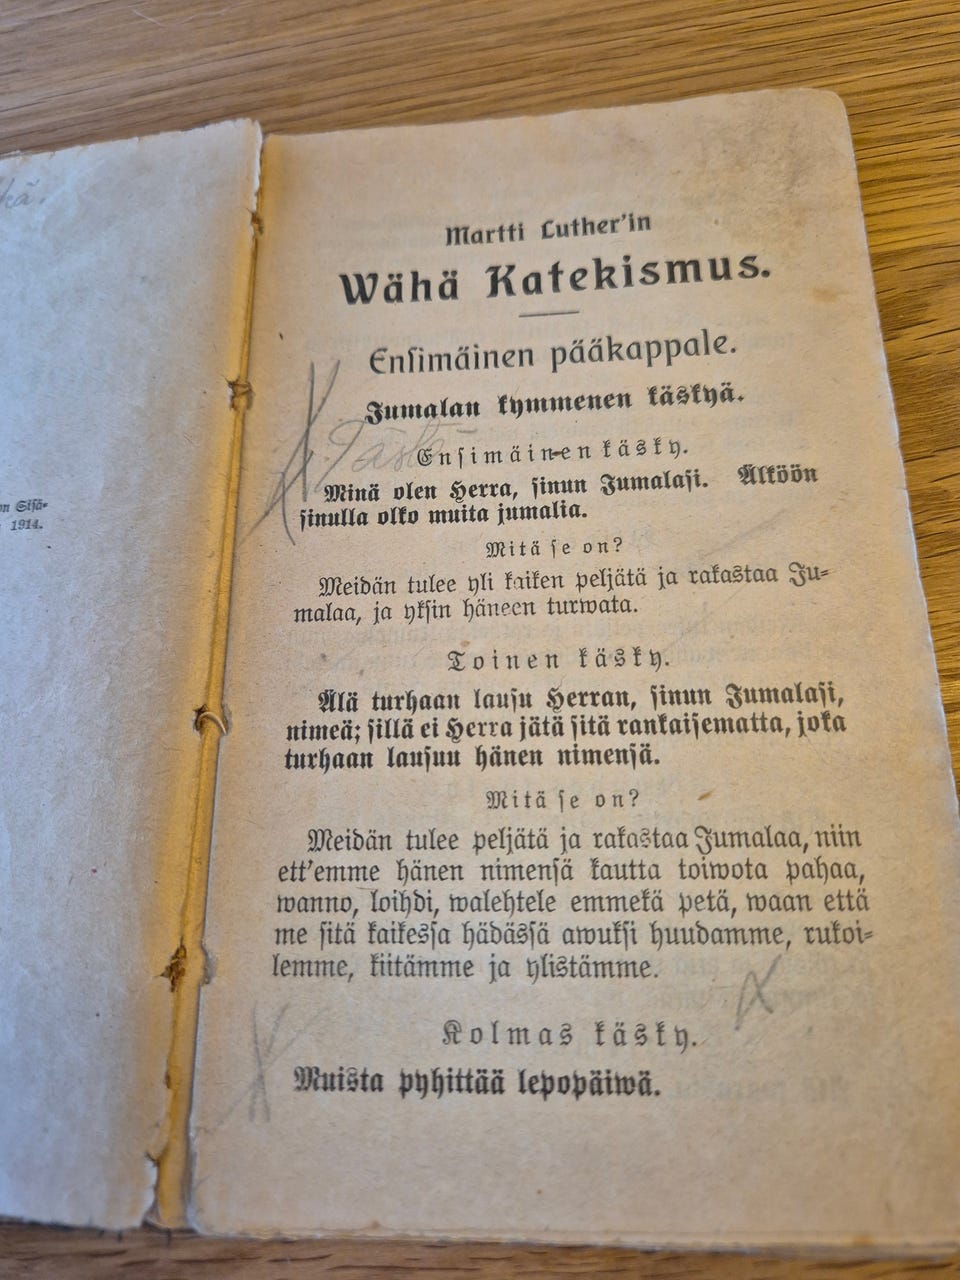 kä.
n Sisä-
1914.
Martti Luther'in
Wähä Katekismus.
Ensimäinen pääkappale.
Jumalan kymmenen käskyä.
Ensimäinen käsky.
Minä olen Herra, sinun Jumalasi. Älköön
sinulla olko muita jumalia.
Mitä se on?
Meidän tulee yli kaiken peljätä ja rakastaa Ju-
malaa, ja yksin häneen turwata.
Toinen käsky.
Älä turhaan lausu Herran, sinun Jumalasi,
nimeä; sillä ei Herra jätä sitä rankaisematta, joka
turhaan lausuu hänen nimensä.
Mitä se on?
Meidän tulee peljätä ja rakastaa Jumalaa, niin
ett'emme hänen nimensä kautta toiwota pahaa,
wanno, loihdi, walehtele emmekä petä, waan että
me sitä kaikessa hädässä awuksi huudamme, rukoi-
lemme, kiitämme ja ylistämme.
Kolmas käsky.
Muista pyhittää lepopäiwä.